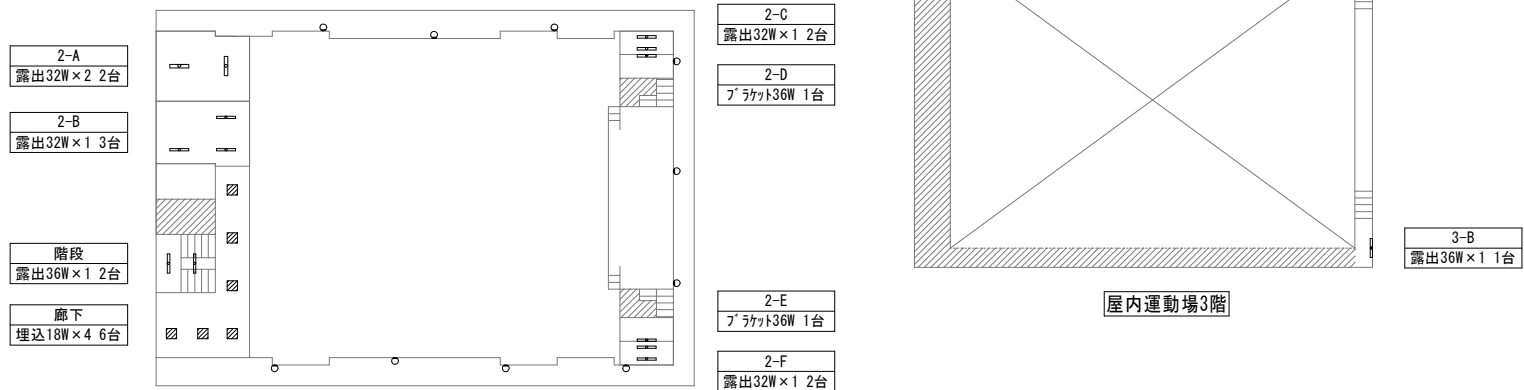 2-A
露出32W×2 2台
2-B
露出32W×1 3台
階段
露出36W×1 2台
廊下
埋込18W×4 6台
2-C
露出32W×1 2台
2-D
ブラケット36W 1台
2-E
ブラケット36W 1台
2-F
露出32W×1 2台
3-B
露出36W×1 1台
屋内運動場3階